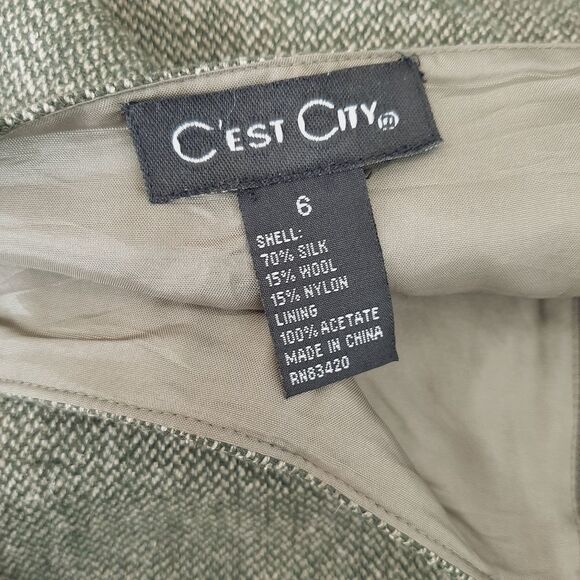 C'EST CITY
6
SHELL:
70% SILK
15% WOOL
15% NYLON
LINING
100% ACETATE
MADE IN CHINA
RN83420